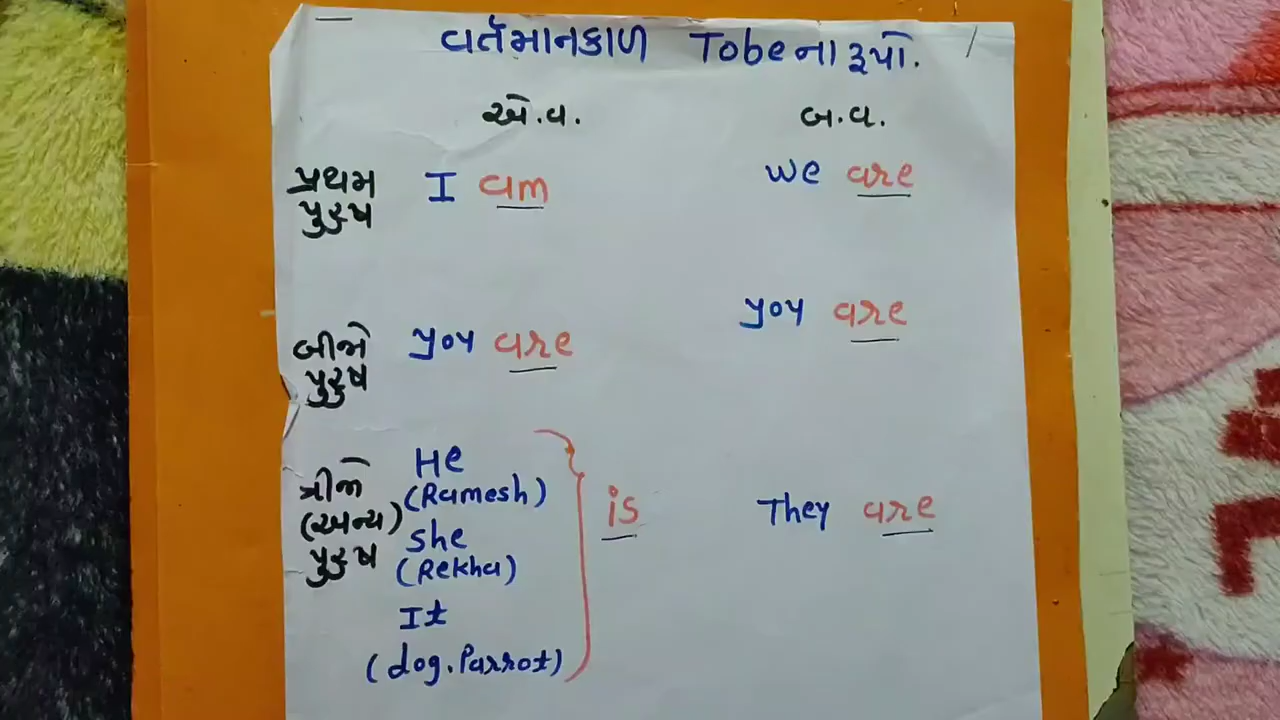 વર્તમાનકાળ Tobe ના રૂપો.
એ.વ. બ.વ.
પ્રથમ પુરુષ I am We are
બીજો પુરુષ you are you are
ત્રીજો (અન્ય) પુરુષ
He
(Ramesh)
she
(Rekha)
It
(dog. Parrot)
is
They are